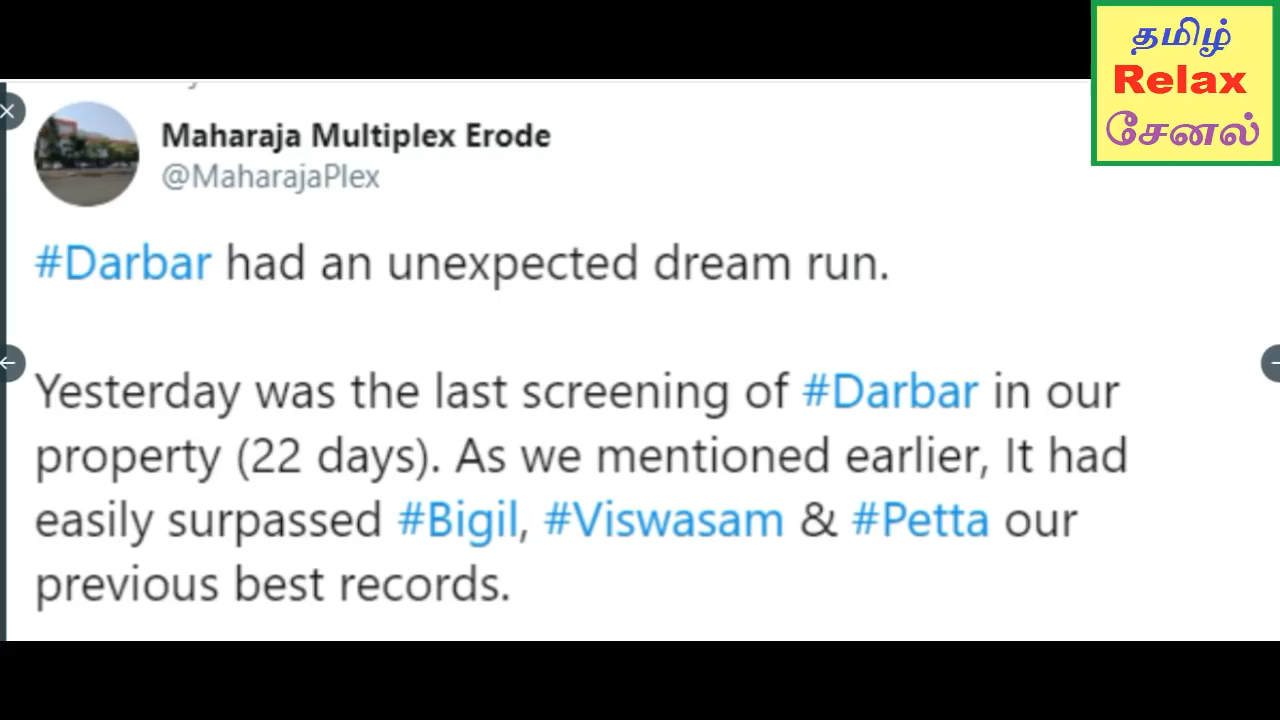 தமிழ்
Relax
சேனல்
Maharaja Multiplex Erode
@MaharajaPlex
#Darbar had an unexpected dream run.
Yesterday was the last screening of #Darbar in our
property (22 days). As we mentioned earlier, It had
easily surpassed #Bigil, #Viswasam & #Petta our
previous best records.